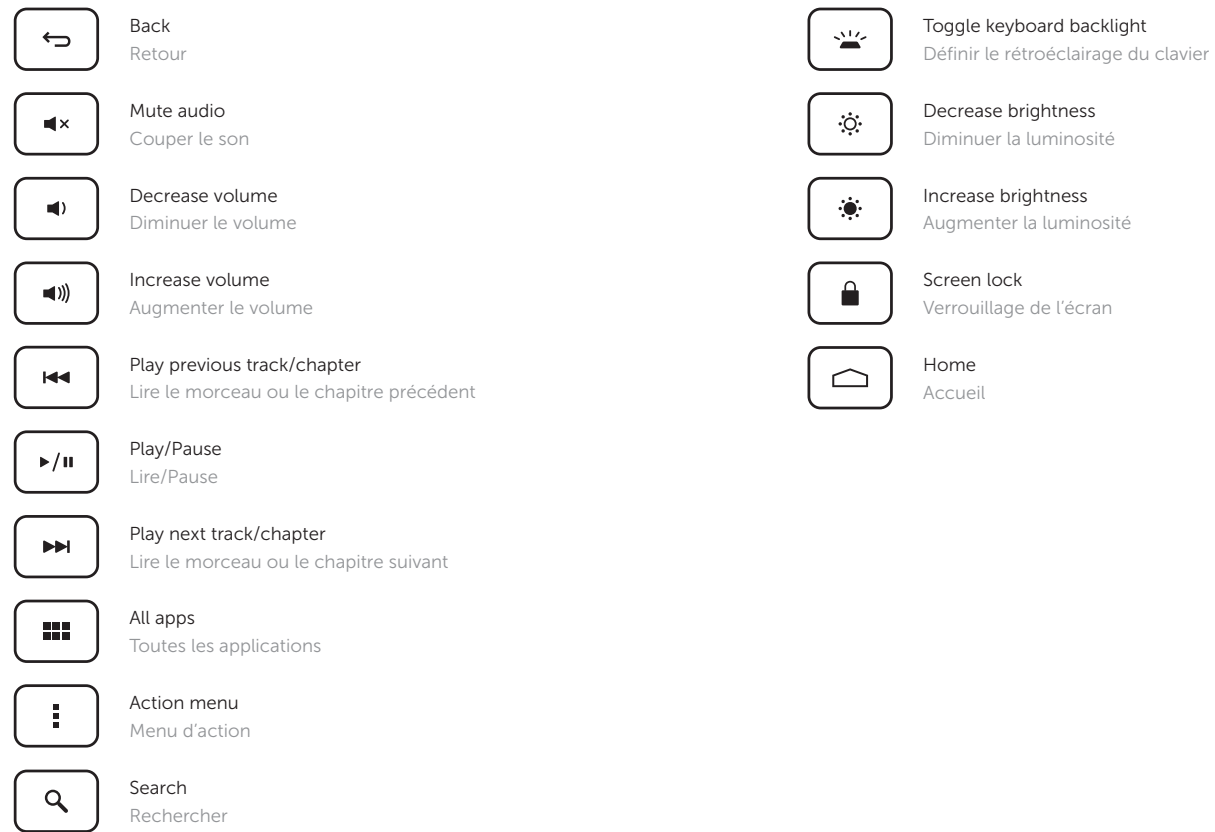 Back
Retour
Mute audio
Couper le son
Decrease volume
Diminuer le volume
Increase volume
Augmenter le volume
Play previous track/chapter
Lire le morceau ou le chapitre précédent
Play/Pause
Lire/Pause
Play next track/chapter
Lire le morceau ou le chapitre suivant
All apps
Toutes les applications
Action menu
Menu d’action
Search
Rechercher
Toggle keyboard backlight
Définir le rétroéclairage du clavier
Decrease brightness
Diminuer la luminosité
Increase brightness
Augmenter la luminosité
Screen lock
Verrouillage de l’écran
Home
Accueil